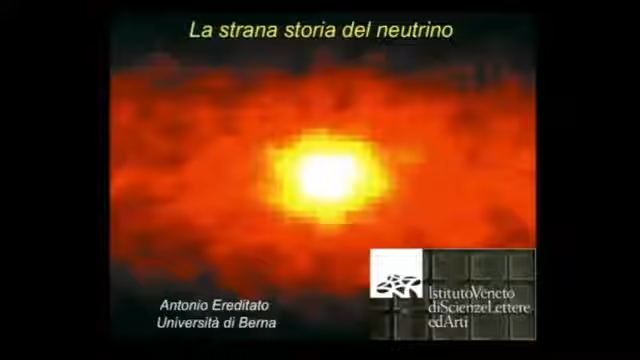 La strana storia del neutrino
Antonio Ereditato
Università di Berna
IstitutoVeneto
diScienzeLettere
edArti